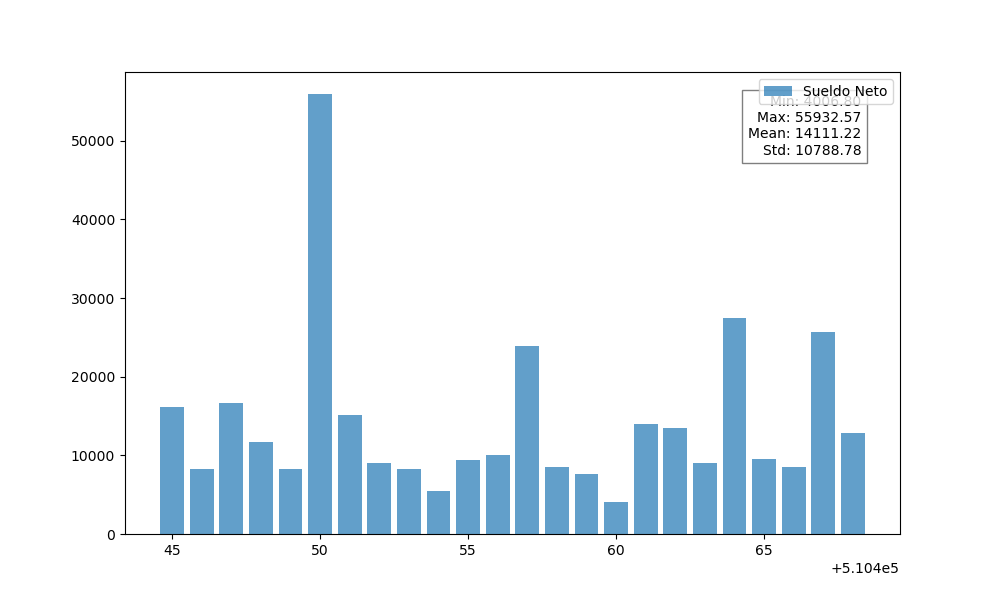 Sueldo Neto
Min: 4006.80
Max: 55932.57
Mean: 14111.22
Std: 10788.78
50000
40000
30000
20000
10000
0
45 50 55 60 65
+5.104e5